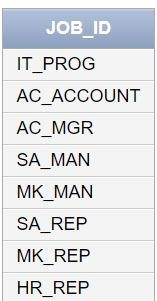 JOB_ID
IT_PROG
AC_ACCOUNT
AC_MGR
SA_MAN
MK_MAN
SA_REP
MK_REP
HR_REP